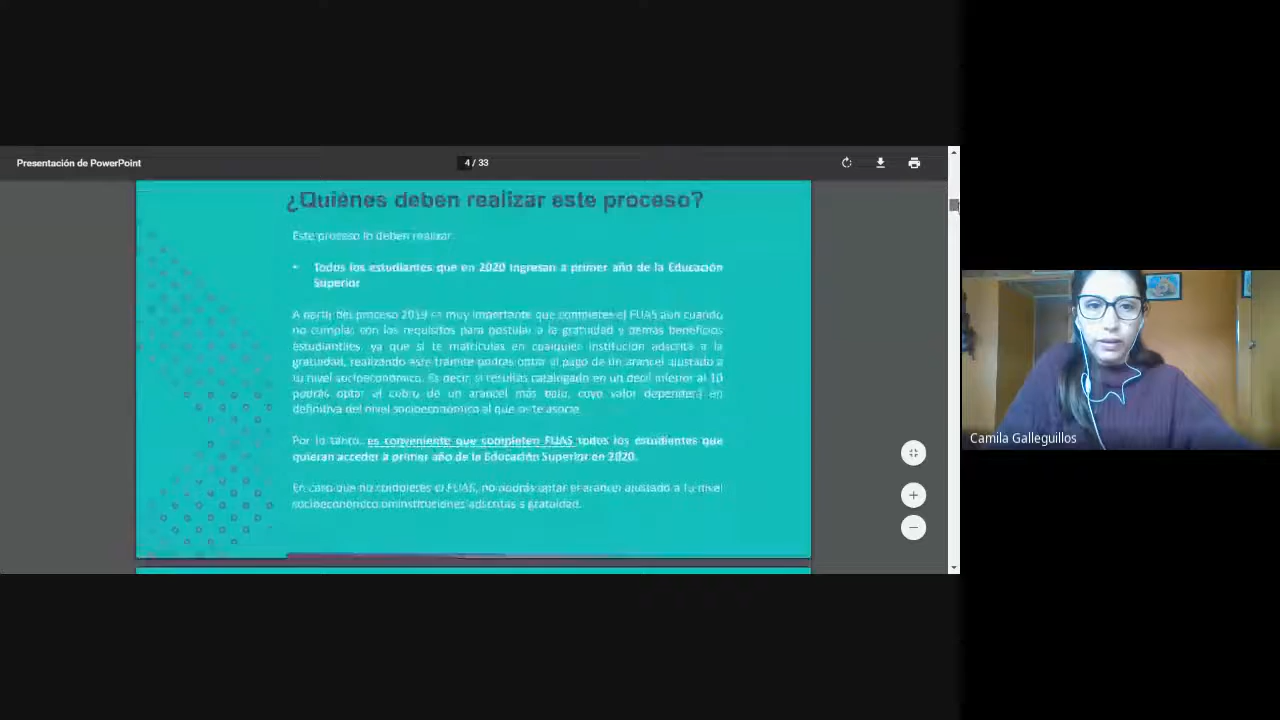 Presentación de PowerPoint
4 / 33
¿Quiénes deben realizar este proceso?
Este proceso lo deben realizar:
• Todos los estudiantes que en 2020 ingresan a primer año de la Educación
Superior
A partir del proceso 2019 es muy importante que completes el FUAS aun cuando
no cumplas con los requisitos para postular a la gratuidad y demás beneficios
estudiantiles, ya que si te matriculas en cualquier institución adscrita a la
gratuidad, realizando este trámite podrás optar al pago de un arancel ajustado a
tu nivel socioeconómico. Es decir, si resultas catalogado en un decil inferior al 10
podrás optar al cobro de un arancel más bajo, cuyo valor dependerá en
definitiva del nivel socioeconómico al que se te asocie.
Por lo tanto, es conveniente que completen FUAS todos los estudiantes que
quieran acceder a primer año de la Educación Superior en 2020.
En caso que no completes el FUAS, no podrás optar el arancel ajustado a tu nivel
socioeconómico en instituciones adscritas a gratuidad.
Camila Galleguillos